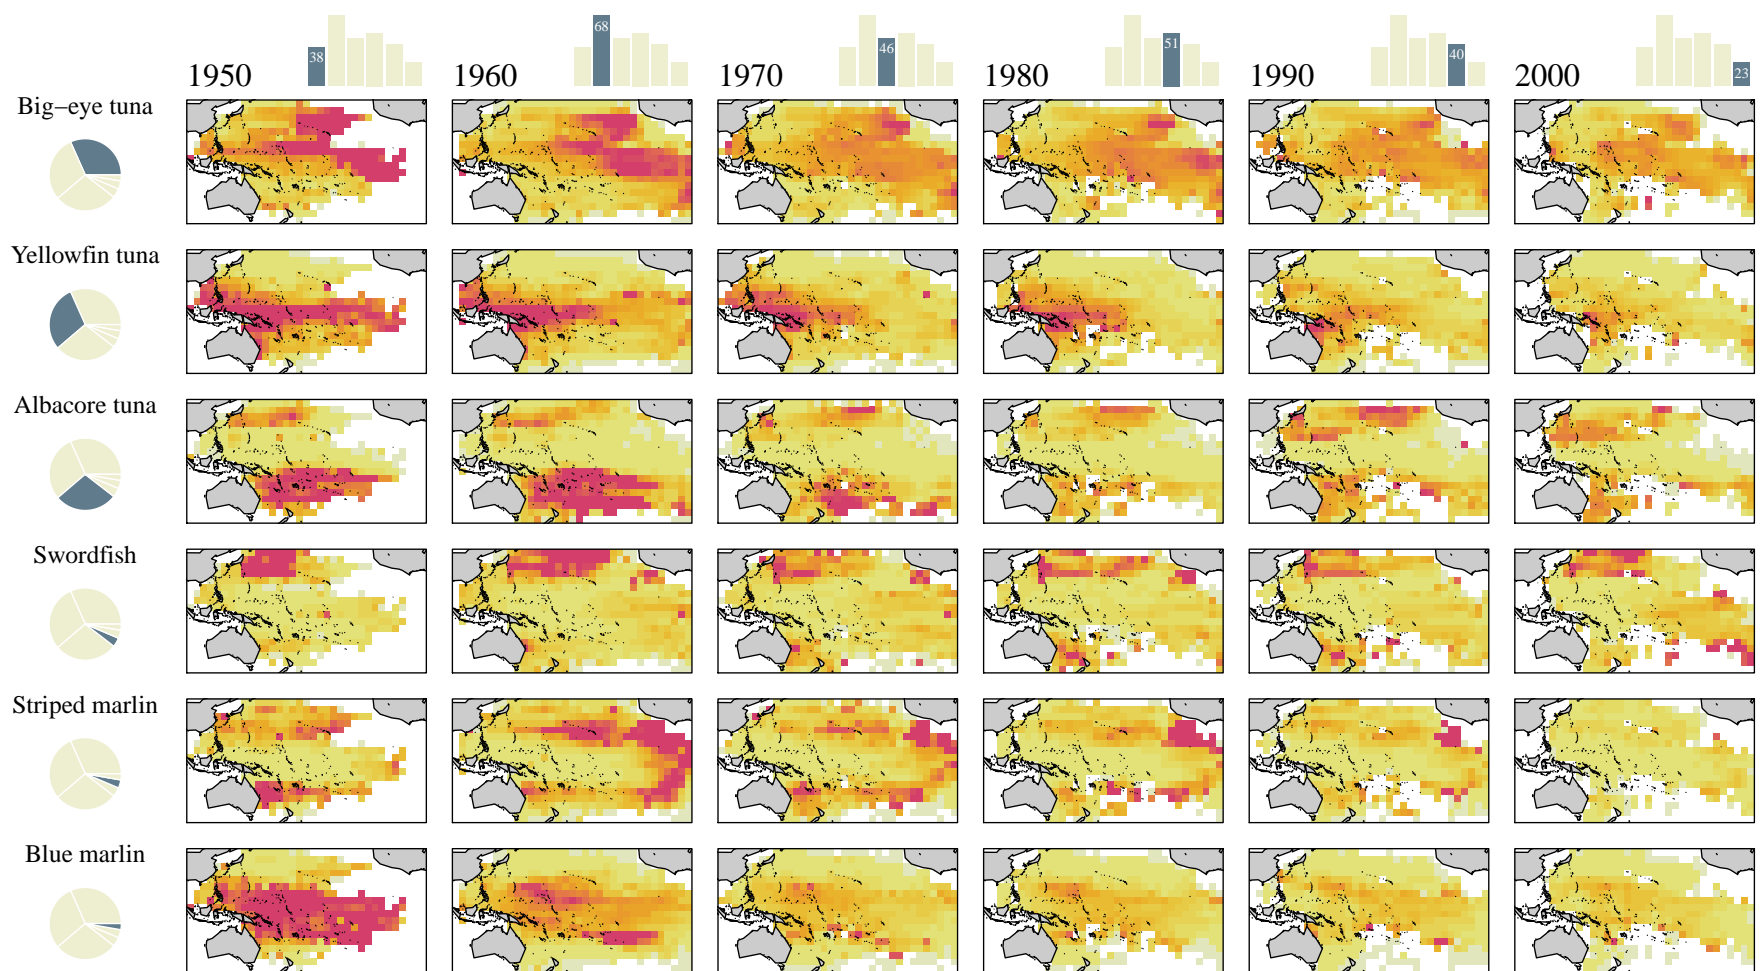 38
68
46
51
40
23
1950
1960
1970
1980
1990
2000
Big−eye tuna
Yellowfin tuna
Albacore tuna
Swordfish
Striped marlin
Blue marlin